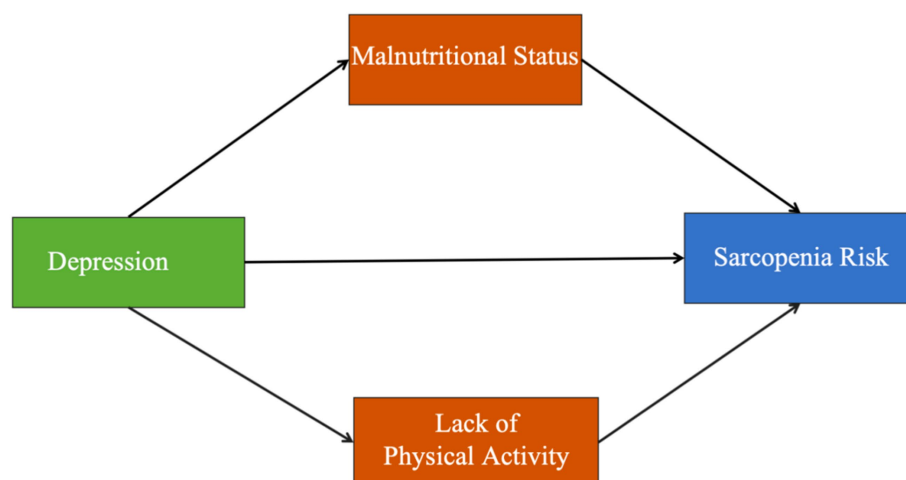 Malnutritional Status
Depression
Sarcopenia Risk
Lack of
Physical Activity